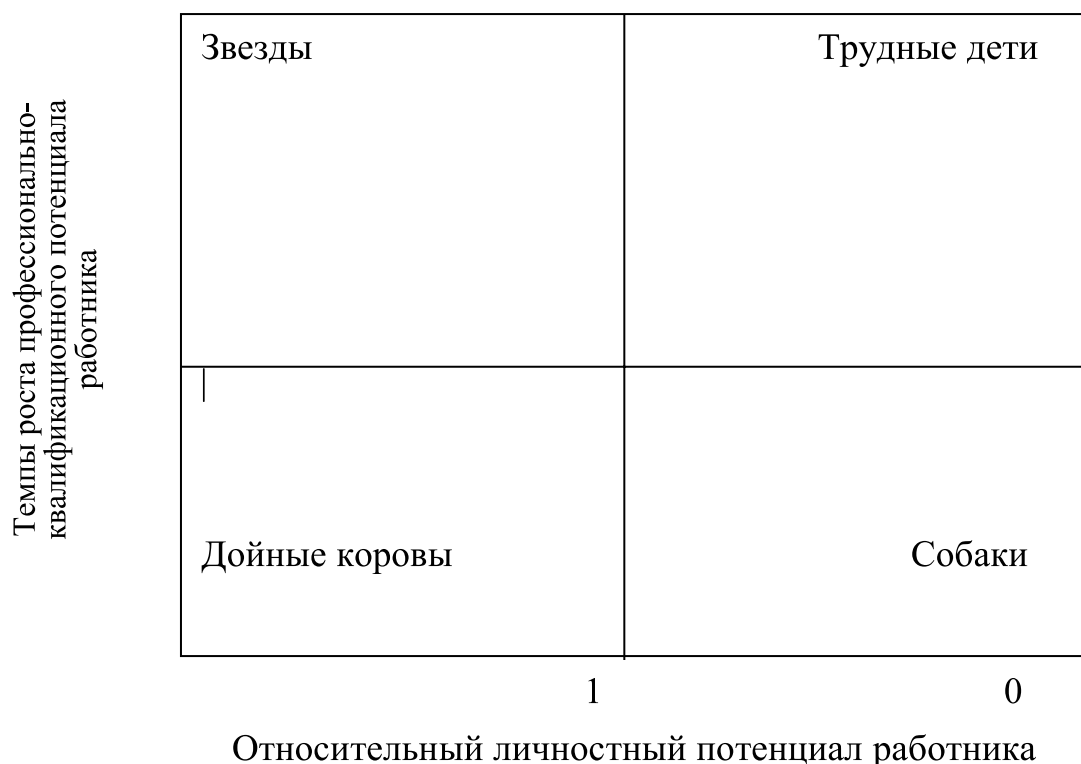 Темпы роста профессионально-
квалификационного потенциала
работника
Звезды
Трудные дети
Дойные коровы
Собаки
1
0
Относительный личностный потенциал работника